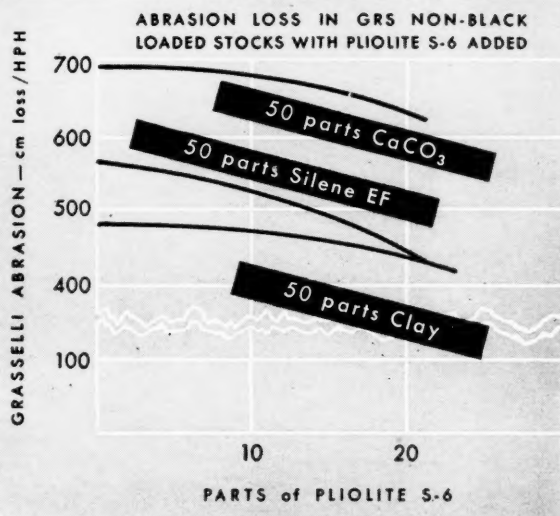 ABRASION LOSS IN GRS NON-BLACK
LOADED STOCKS WITH PLIOLITE S-6 ADDED
GRASSELLI ABRASION — cm loss/HPH
700
600
500
400
100
50 parts CaCO₃
50 parts Silene EF
50 parts Clay
10
20
PARTS of PLIOLITE S-6